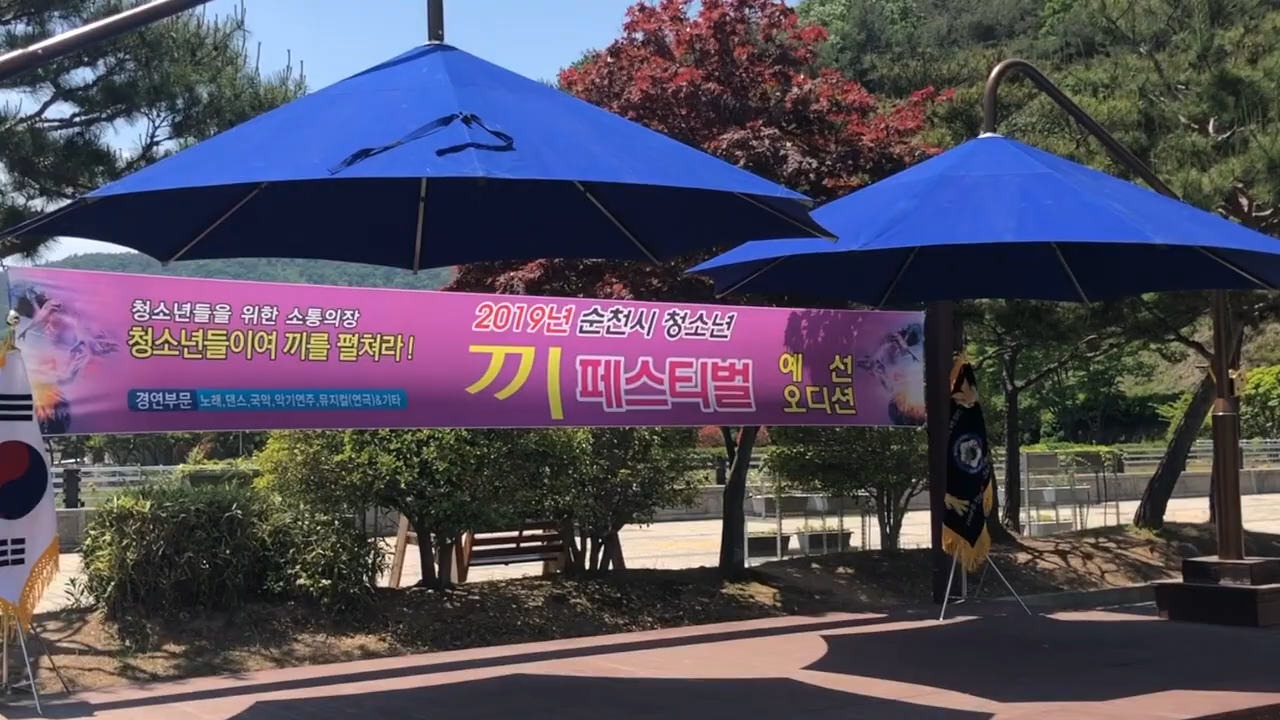 청소년들을 위한 소통의장
청소년들이여 끼를 펼쳐라!
경연부문 노래,댄스,국악,악기연주,뮤지컬(연극)&기타
2019년 순천시 청소년
끼 페스티벌
예 선
오디션